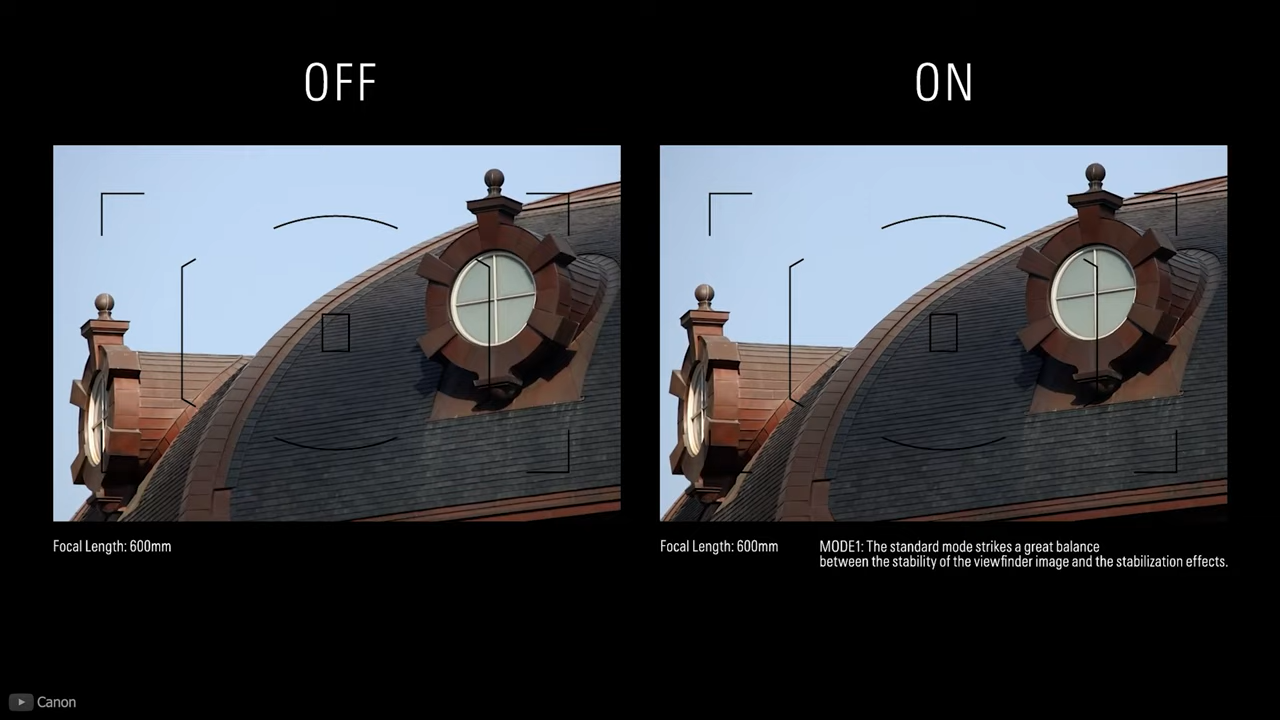 OFF
ON
Focal Length: 600mm
Focal Length: 600mm
MODE1: The standard mode strikes a great balance
between the stability of the viewfinder image and the stabilization effects.
Canon